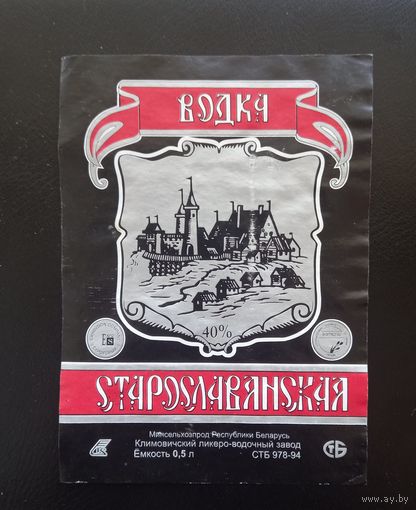 ВОДКА
40%
СТАРОСЛАВЯНСКАЯ
Минсельхозпрод Республики Беларусь
Климовичский ликеро-водочный завод
Ёмкость 0,5 л СТБ 978-94
www.ay.by